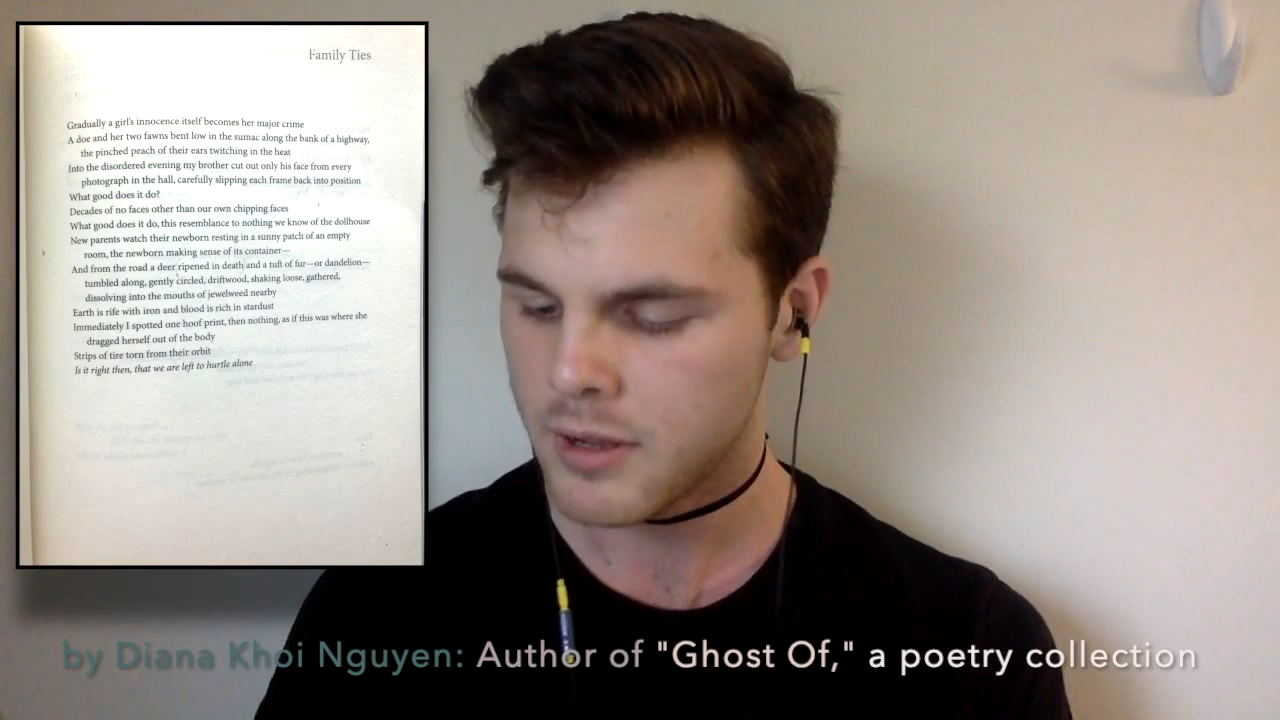 Family Ties
Gradually a girl's innocence itself becomes her major crime
A doe and her two fawns bent low in the sumac along the bank of a highway,
the pinched peach of their ears twitching in the heat
Into the disordered evening my brother cut out only his face from every
photograph in the hall, carefully slipping each frame back into position
What good does it do?
Decades of no faces other than our own chipping faces
What good does it do, this resemblance to nothing we know of the dollhouse
New parents watch their newborn resting in a sunny patch of an empty
room, the newborn making sense of its container—
And from the road a deer ripened in death and a tuft of fur—or dandelion—
tumbled along, gently circled, driftwood, shaking loose, gathered,
dissolving into the mouths of jewelweed nearby
Earth is rife with iron and blood is rich in stardust
Immediately I spotted one hoof print, then nothing, as if this was where she
dragged herself out of the body
Strips of tire torn from their orbit
Is it right then, that we are left to hurtle alone
by Diana Khoi Nguyen: Author of "Ghost Of," a poetry collection